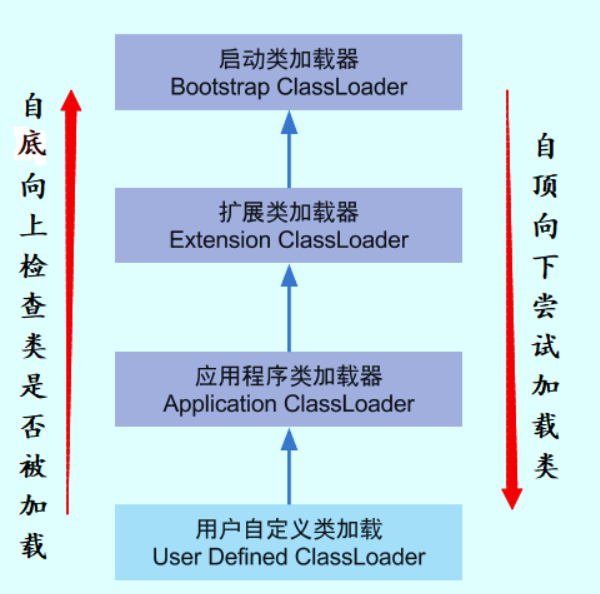 启动类加载器
Bootstrap ClassLoader
扩展类加载器
Extension ClassLoader
应用程序类加载器
Application ClassLoader
用户自定义类加载
User Defined ClassLoader
自底向上检查类是否被加载
自顶向下尝试加载类